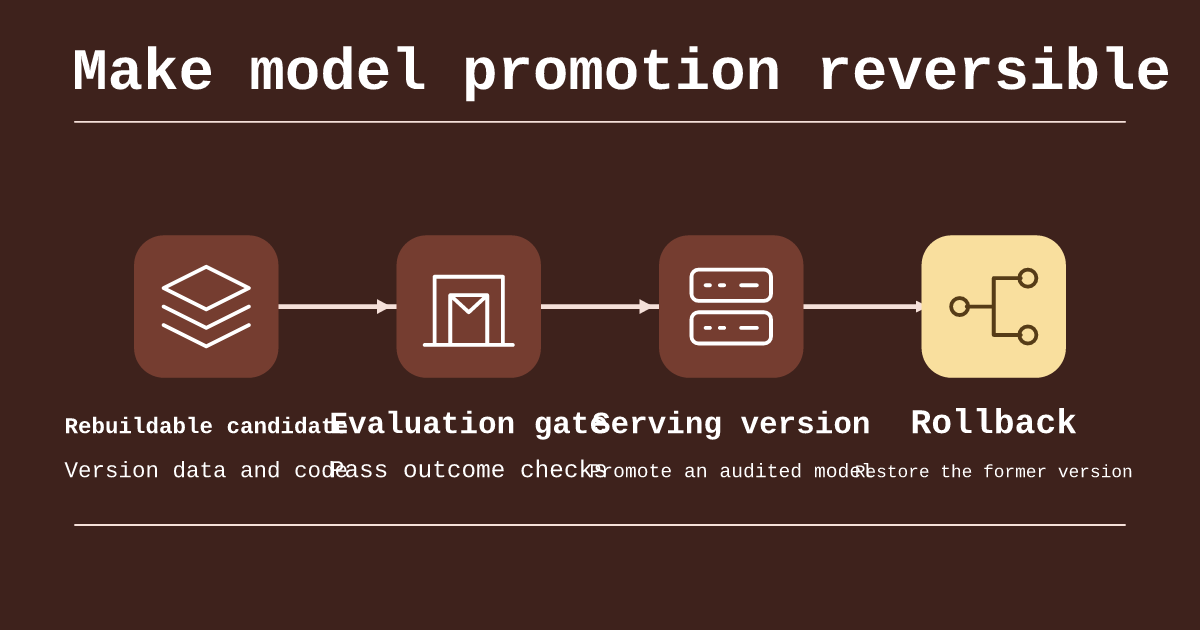 Make model promotion reversible
Rebuildable candidate
Evaluation gate
Serving version
Rollback
Version data and code
Pass outcome checks
Promote an audited model
Restore the former version